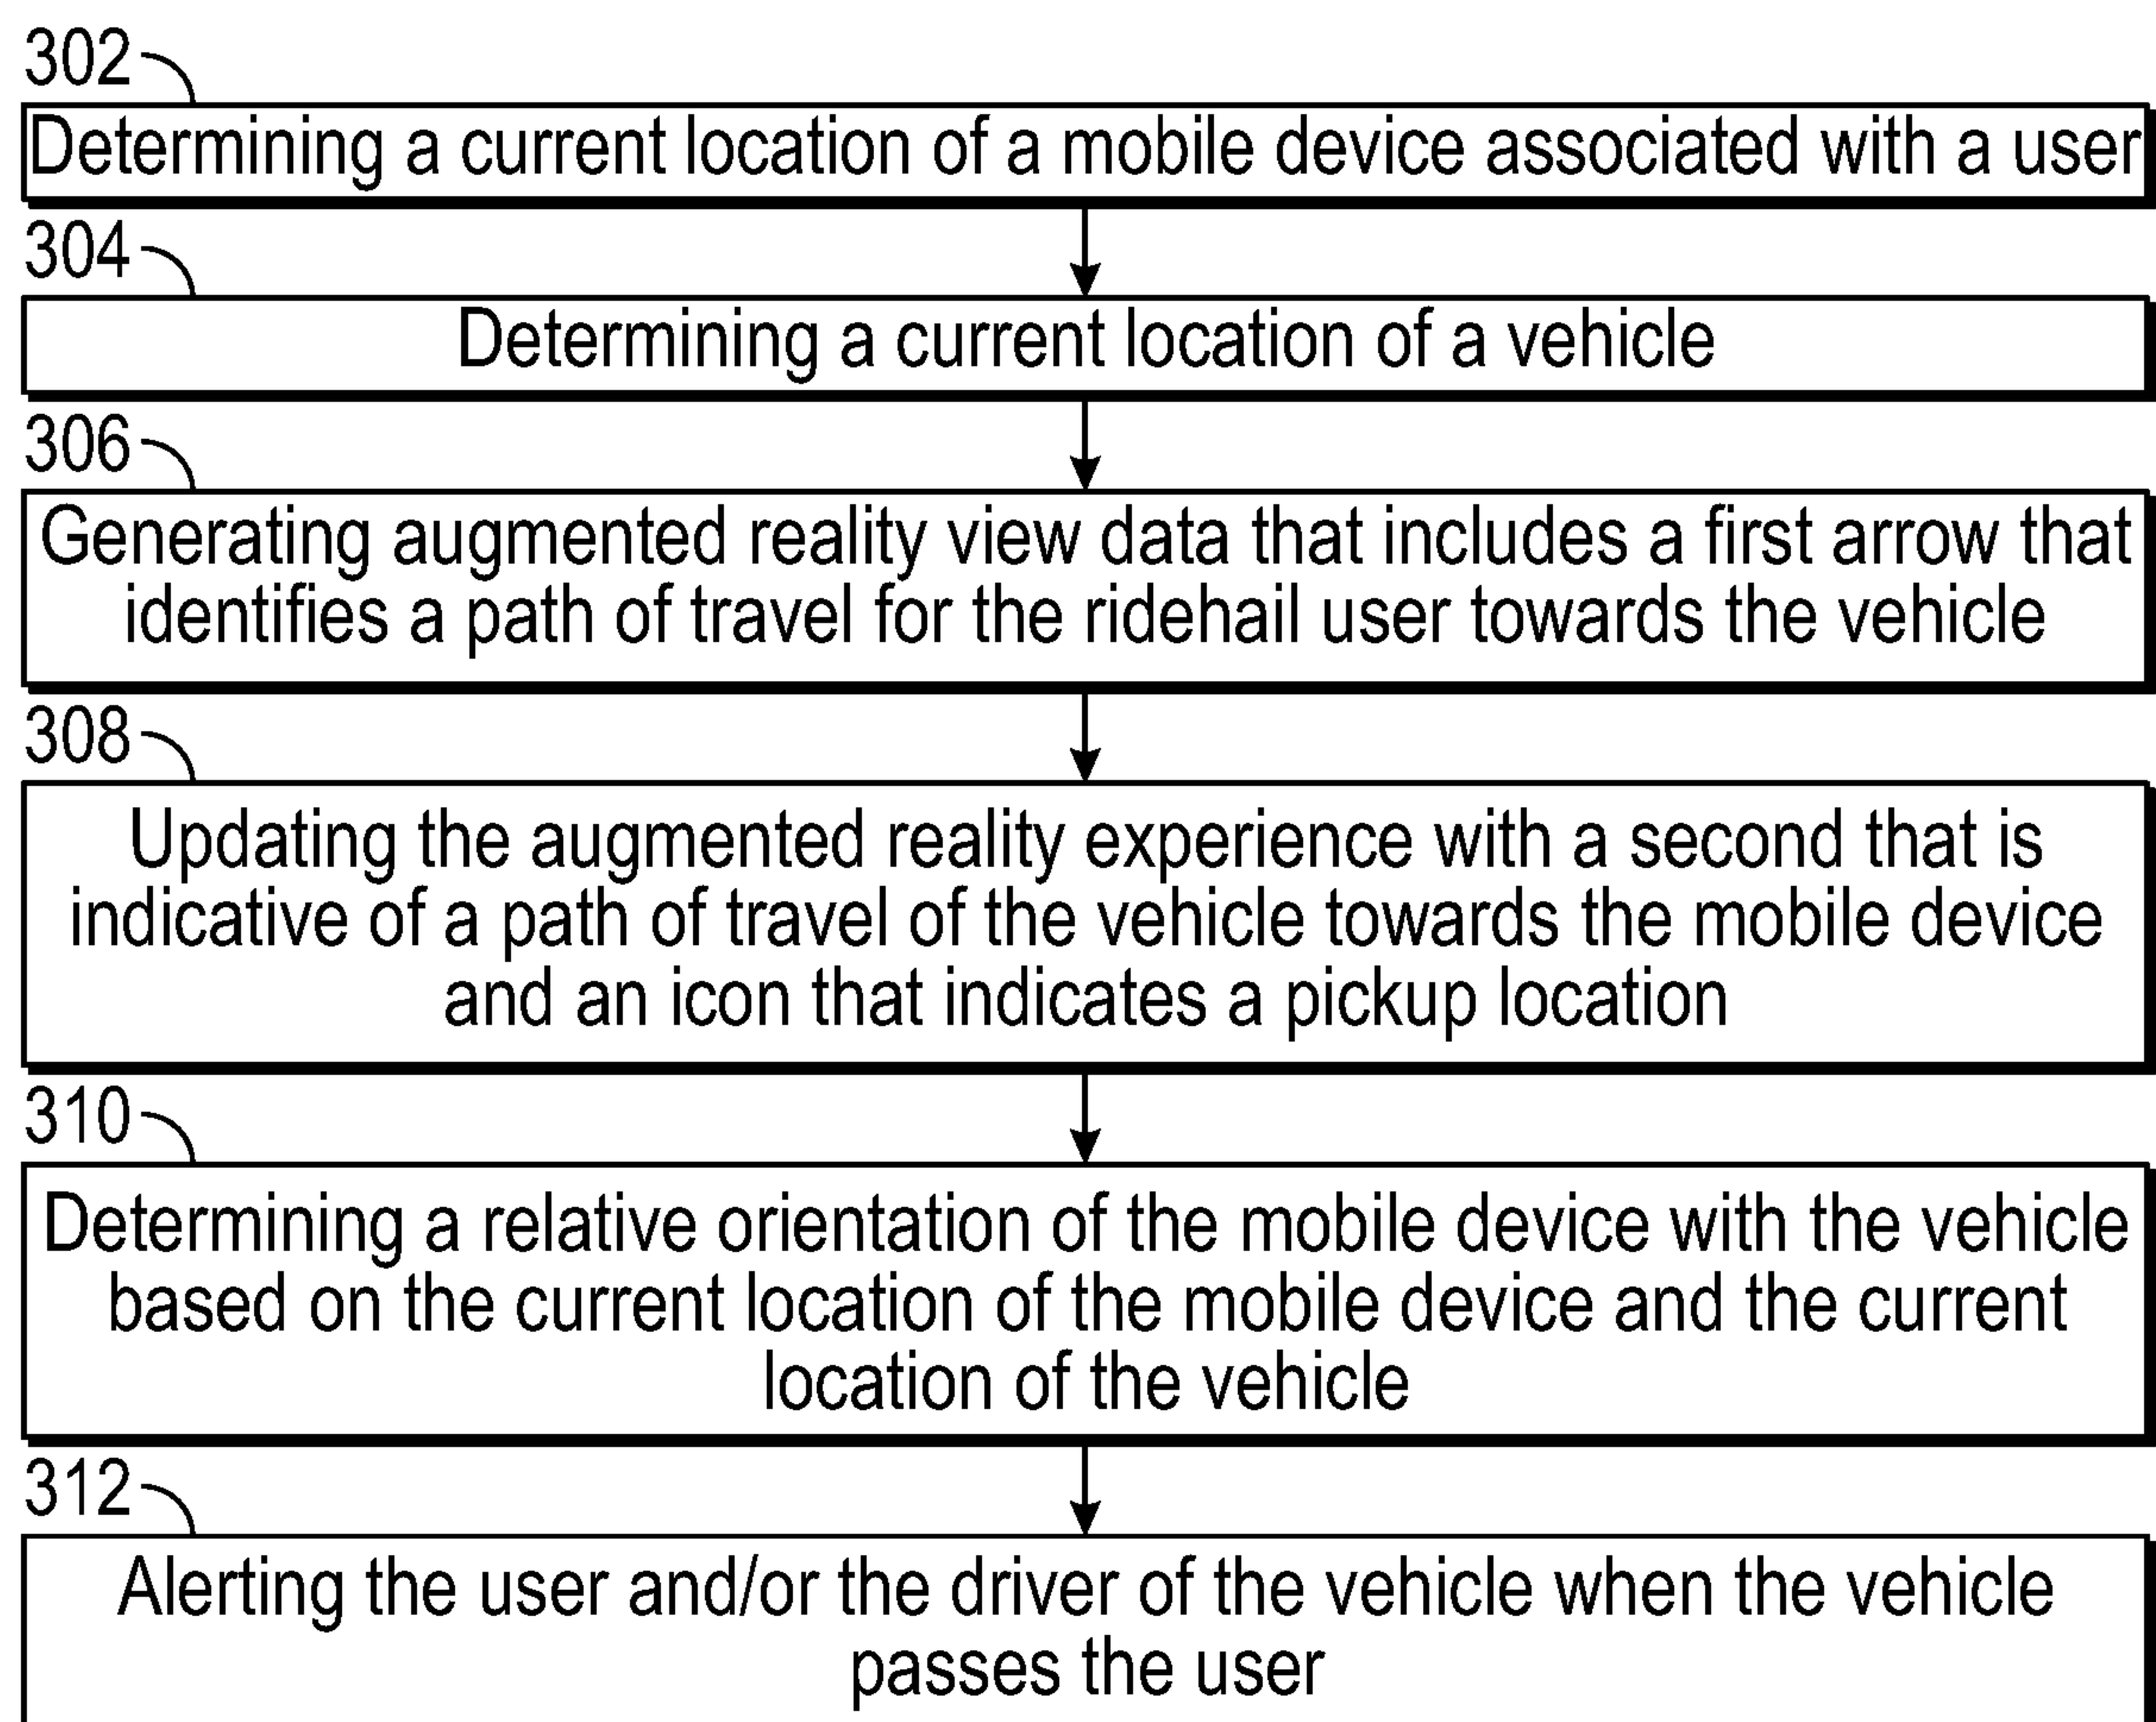 302
Determining a current location of a mobile device associated with a user
304
Determining a current location of a vehicle
306
Generating augmented reality view data that includes a first arrow that
identifies a path of travel for the ridehail user towards the vehicle
308
Updating the augmented reality experience with a second that is
indicative of a path of travel of the vehicle towards the mobile device
and an icon that indicates a pickup location
310
Determining a relative orientation of the mobile device with the vehicle
based on the current location of the mobile device and the current
location of the vehicle
312
Alerting the user and/or the driver of the vehicle when the vehicle
passes the user